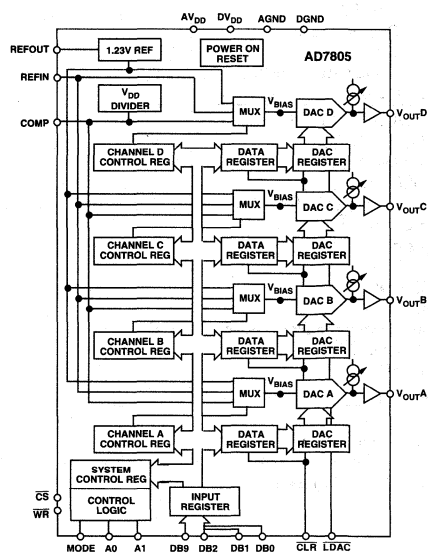 AVDD DVDD AGND DGND
REFOUT
1.23V REF
POWER ON
RESET
AD7805
REFIN
VDD
DIVIDER
COMP
MUX
VBIAS
DAC D
VOUTD
CHANNEL D
CONTROL REG
DATA
REGISTER
DAC
REGISTER
MUX
VBIAS
DAC C
VOUTC
CHANNEL C
CONTROL REG
DATA
REGISTER
DAC
REGISTER
MUX
VBIAS
DAC B
VOUTB
CHANNEL B
CONTROL REG
DATA
REGISTER
DAC
REGISTER
MUX
VBIAS
DAC A
VOUTA
CHANNEL A
CONTROL REG
DATA
REGISTER
DAC
REGISTER
SYSTEM
CONTROL REG
CONTROL
LOGIC
INPUT
REGISTER
CS
WR
MODE A0 A1 DB9 DB2 DB1 DB0 CLR LDAC